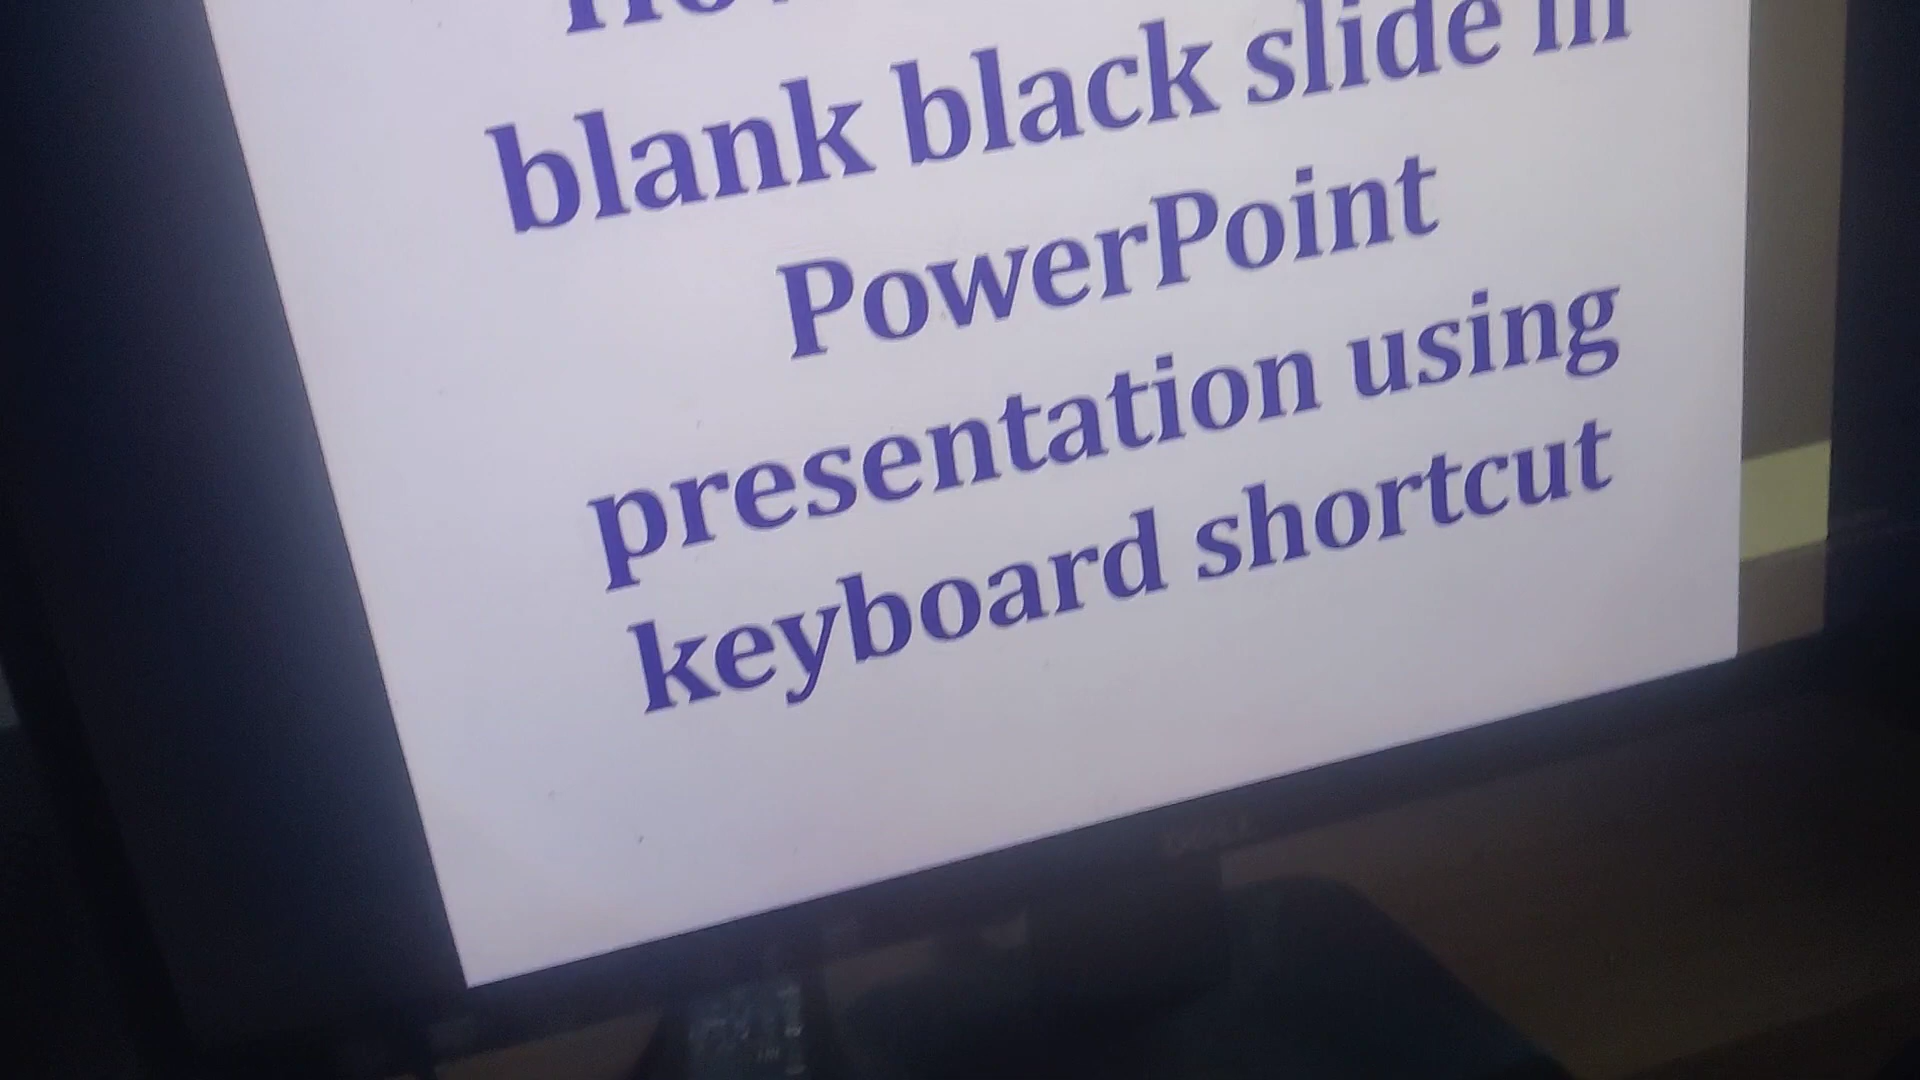 blank black slide in
PowerPoint
presentation using
keyboard shortcut